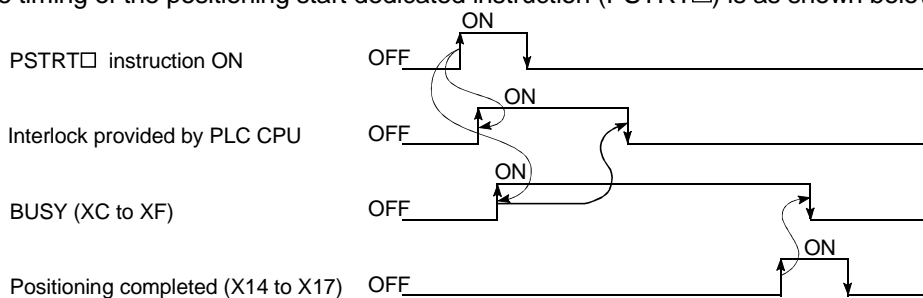 timing of the positioning start dedicated instruction (PSTRT□) is as shown below
ON
PSTRT□ instruction ON OFF
ON
Interlock provided by PLC CPU OFF
ON
BUSY (XC to XF) OFF
ON
Positioning completed (X14 to X17) OFF